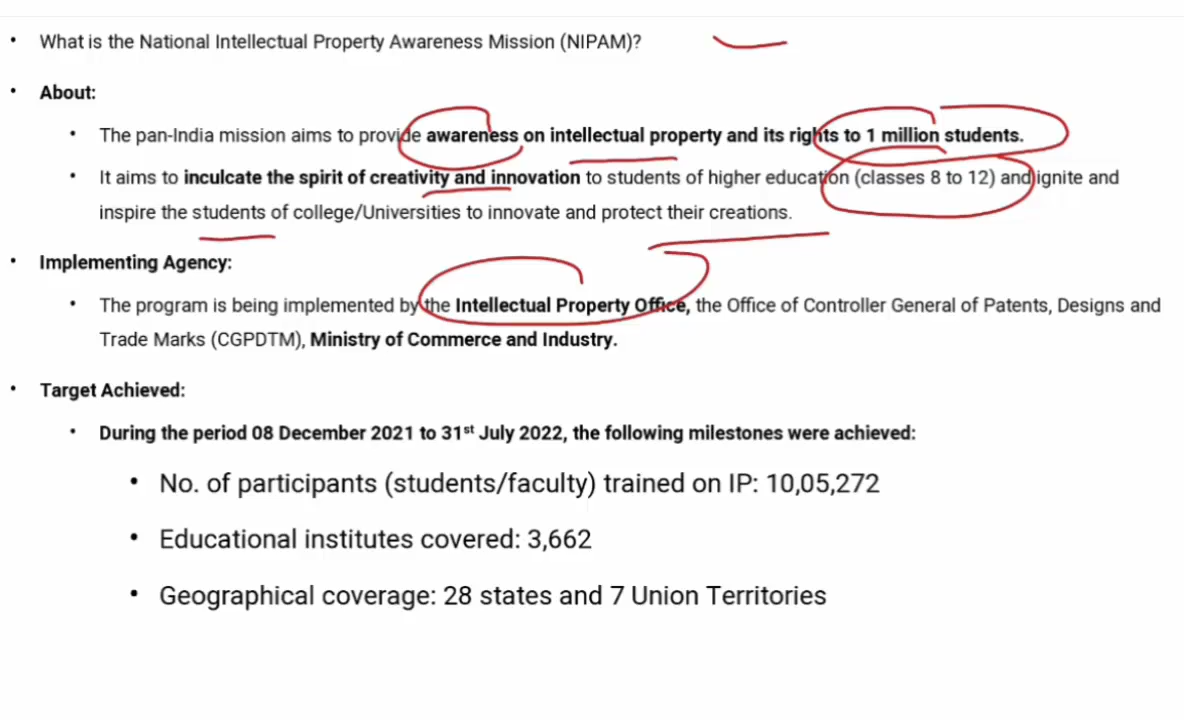 • What is the National Intellectual Property Awareness Mission (NIPAM)?
• About:
• The pan-India mission aims to provide awareness on intellectual property and its rights to 1 million students.
• It aims to inculcate the spirit of creativity and innovation to students of higher education (classes 8 to 12) and ignite and
inspire the students of college/Universities to innovate and protect their creations.
• Implementing Agency:
• The program is being implemented by the Intellectual Property Office, the Office of Controller General of Patents, Designs and
Trade Marks (CGPDTM), Ministry of Commerce and Industry.
• Target Achieved:
• During the period 08 December 2021 to 31st July 2022, the following milestones were achieved:
• No. of participants (students/faculty) trained on IP: 10,05,272
• Educational institutes covered: 3,662
• Geographical coverage: 28 states and 7 Union Territories